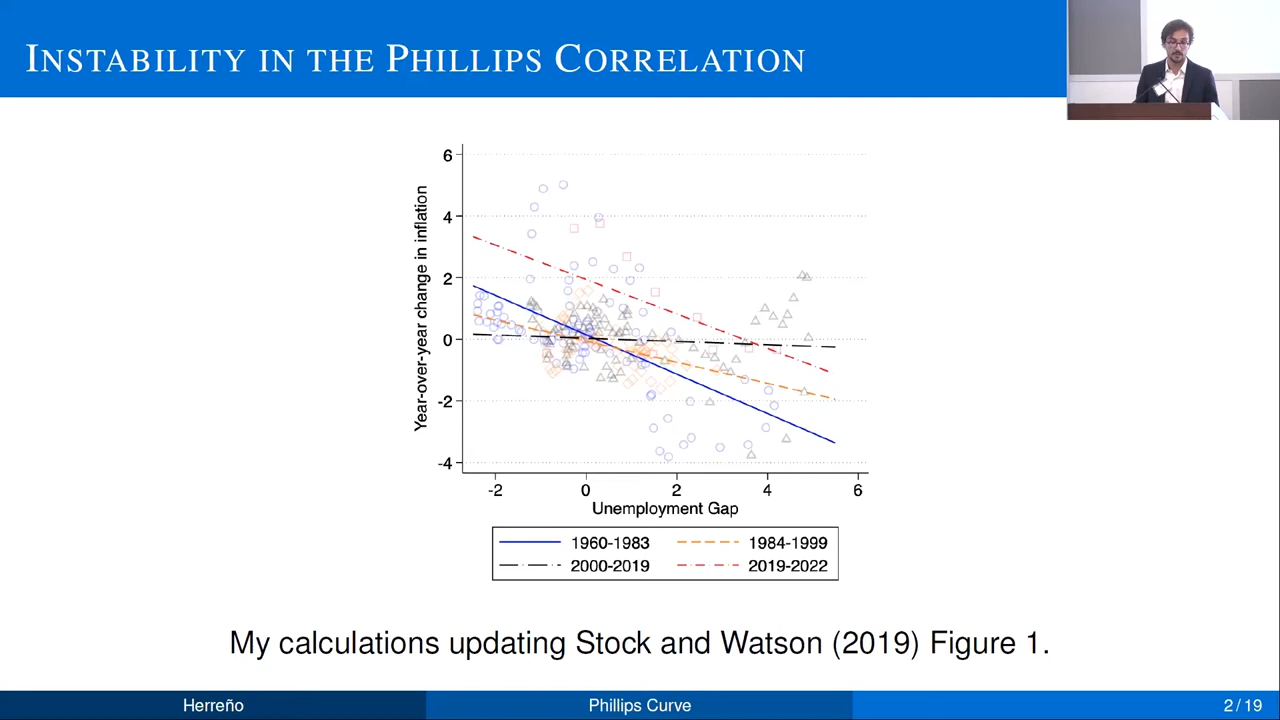 INSTABILITY IN THE PHILLIPS CORRELATION
Year-over-year change in inflation
6
4
2
0
-2
-4
-2 0 2 4 6
Unemployment Gap
1960-1983 1984-1999
2000-2019 2019-2022
My calculations updating Stock and Watson (2019) Figure 1.
Herreño Phillips Curve 2 / 19